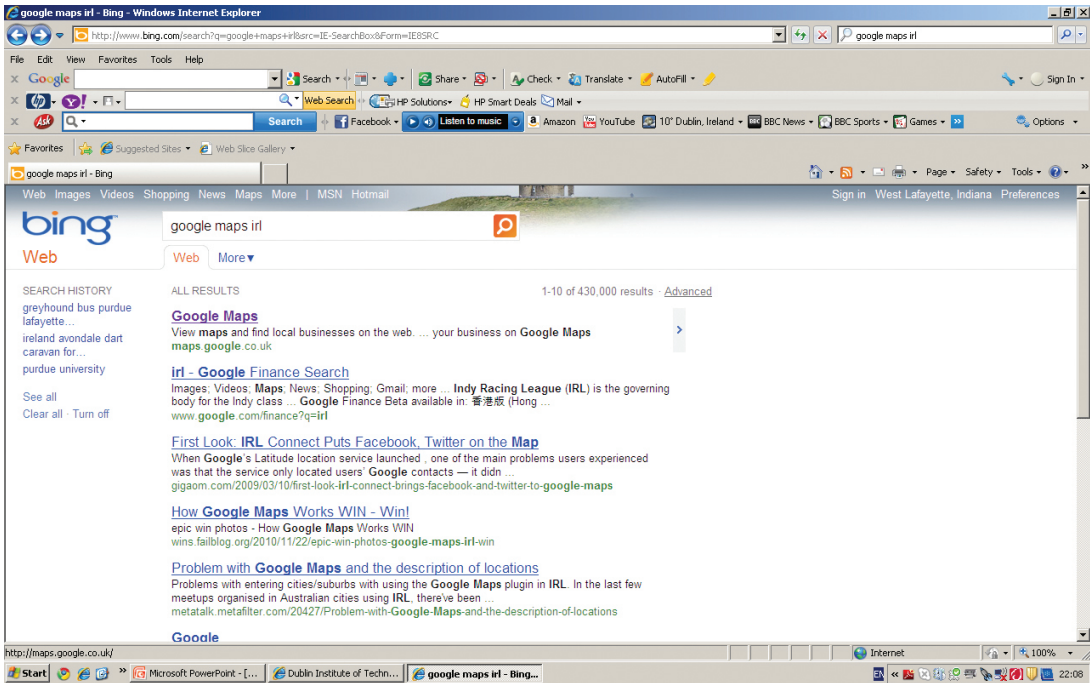 google maps irl - Bing - Windows Internet Explorer
http://www.bing.com/search?q=google+maps+irl&src=IE-SearchBox&Form=IE8SRC
google maps irl
File Edit View Favorites Tools Help
Google Search Share Check Translate AutoFill Sign In
hp Y! Web Search HP Solutions HP Smart Deals Mail
Ask Search Facebook Listen to music Amazon YouTube 10° Dublin, Ireland BBC News BBC Sports Games Options
Favorites Suggested Sites Web Slice Gallery
google maps irl - Bing Page Safety Tools
Web Images Videos Shopping News Maps More | MSN Hotmail Sign in West Lafayette, Indiana Preferences
bing
google maps irl
Web
Web More
SEARCH HISTORY
greyhound bus purdue
lafayette...
ireland avondale dart
caravan for...
purdue university
See all
Clear all · Turn off
ALL RESULTS 1-10 of 430,000 results · Advanced
Google Maps
View maps and find local businesses on the web. ... your business on Google Maps
maps.google.co.uk
irl - Google Finance Search
Images; Videos; Maps; News; Shopping; Gmail; more ... Indy Racing League (IRL) is the governing
body for the Indy class ... Google Finance Beta available in: 香港版 (Hong ...
www.google.com/finance?q=irl
First Look: IRL Connect Puts Facebook, Twitter on the Map
When Google's Latitude location service launched , one of the main problems users experienced
was that the service only located users' Google contacts — it didn ...
gigaom.com/2009/03/10/first-look-irl-connect-brings-facebook-and-twitter-to-google-maps
How Google Maps Works WIN - Win!
epic win photos - How Google Maps Works WIN
wins.failblog.org/2010/11/22/epic-win-photos-google-maps-irl-win
Problem with Google Maps and the description of locations
Problems with entering cities/suburbs with using the Google Maps plugin in IRL. In the last few
meetups organised in Australian cities using IRL, there've been ...
metatalk.metafilter.com/20427/Problem-with-Google-Maps-and-the-description-of-locations
Google
http://maps.google.co.uk/ Internet 100%
Start Microsoft PowerPoint - [... Dublin Institute of Techn... google maps irl - Bing... EN 22:08